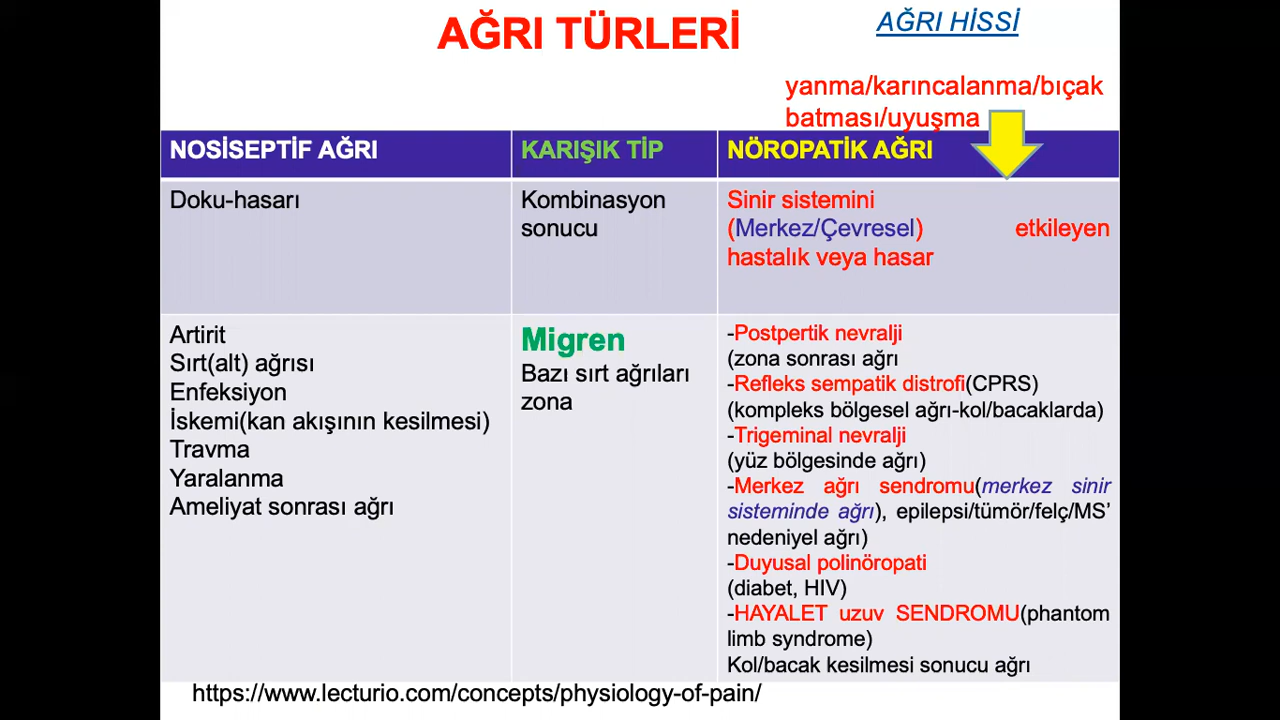 AĞRI TÜRLERİ
AĞRI HİSSİ
yanma/karıncalanma/bıçak
batması/uyuşma
NOSİSEPTİF AĞRI
KARIŞIK TİP
NÖROPATİK AĞRI
Doku-hasarı
Kombinasyon
sonucu
Sinir sistemini
(Merkez/Çevresel) etkileyen
hastalık veya hasar
Artirit
Sırt(alt) ağrısı
Enfeksiyon
İskemi(kan akışının kesilmesi)
Travma
Yaralanma
Ameliyat sonrası ağrı
Migren
Bazı sırt ağrıları
zona
-Postpertik nevralji
(zona sonrası ağrı
-Refleks sempatik distrofi(CPRS)
(kompleks bölgesel ağrı-kol/bacaklarda)
-Trigeminal nevralji
(yüz bölgesinde ağrı)
-Merkez ağrı sendromu(merkez sinir
sisteminde ağrı), epilepsi/tümör/felç/MS’
nedeniyel ağrı)
-Duyusal polinöropati
(diabet, HIV)
-HAYALET uzuv SENDROMU(phantom
limb syndrome)
Kol/bacak kesilmesi sonucu ağrı
https://www.lecturio.com/concepts/physiology-of-pain/